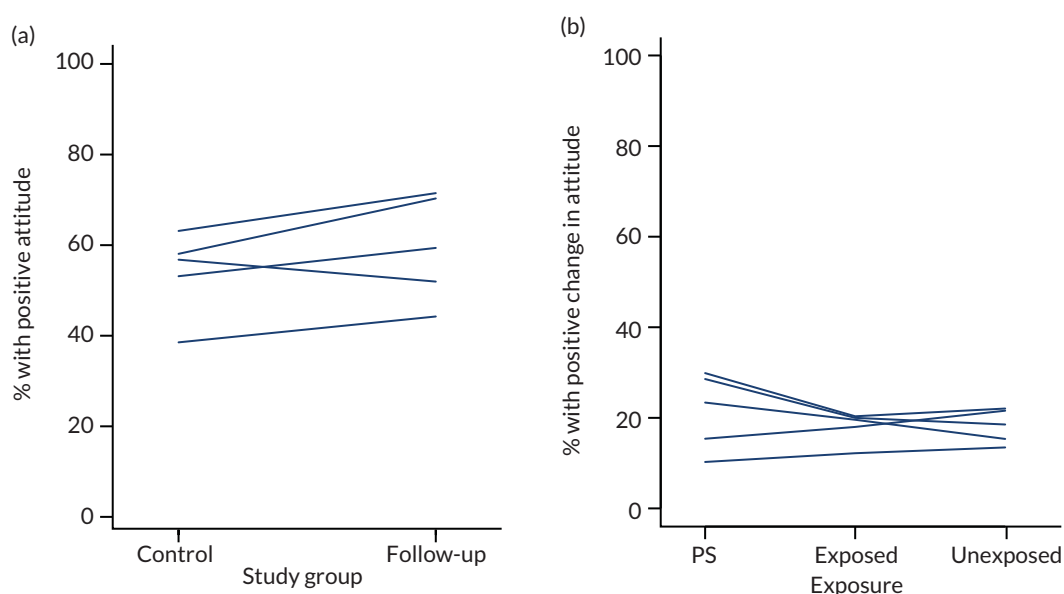 (a)
% with positive attitude
100
80
60
40
20
0
Control
Follow-up
Study group
(b)
% with positive change in attitude
100
80
60
40
20
0
PS
Exposed
Unexposed
Exposure